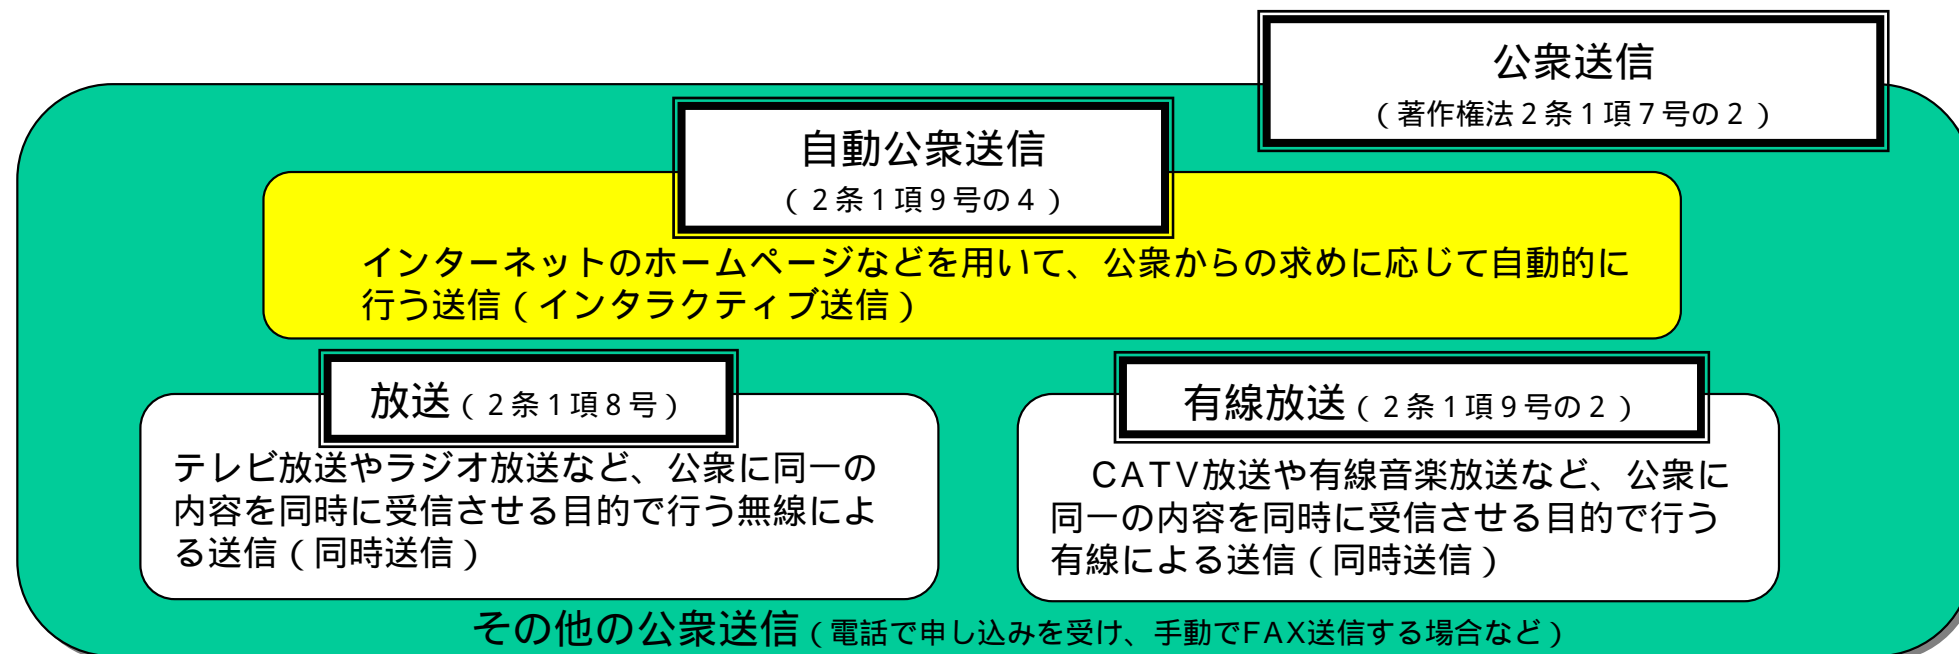 公衆送信
（著作権法２条１項７号の２）
自動公衆送信
（２条１項９号の４）
インターネットのホームページなどを用いて、公衆からの求めに応じて自動的に
行う送信（インタラクティブ送信）
放送（２条１項８号）
テレビ放送やラジオ放送など、公衆に同一の
内容を同時に受信させる目的で行う無線によ
る送信（同時送信）
有線放送（２条１項９号の２）
　ＣＡＴＶ放送や有線音楽放送など、公衆に
同一の内容を同時に受信させる目的で行う
有線による送信（同時送信）
その他の公衆送信（電話で申し込みを受け、手動でFAX送信する場合など）